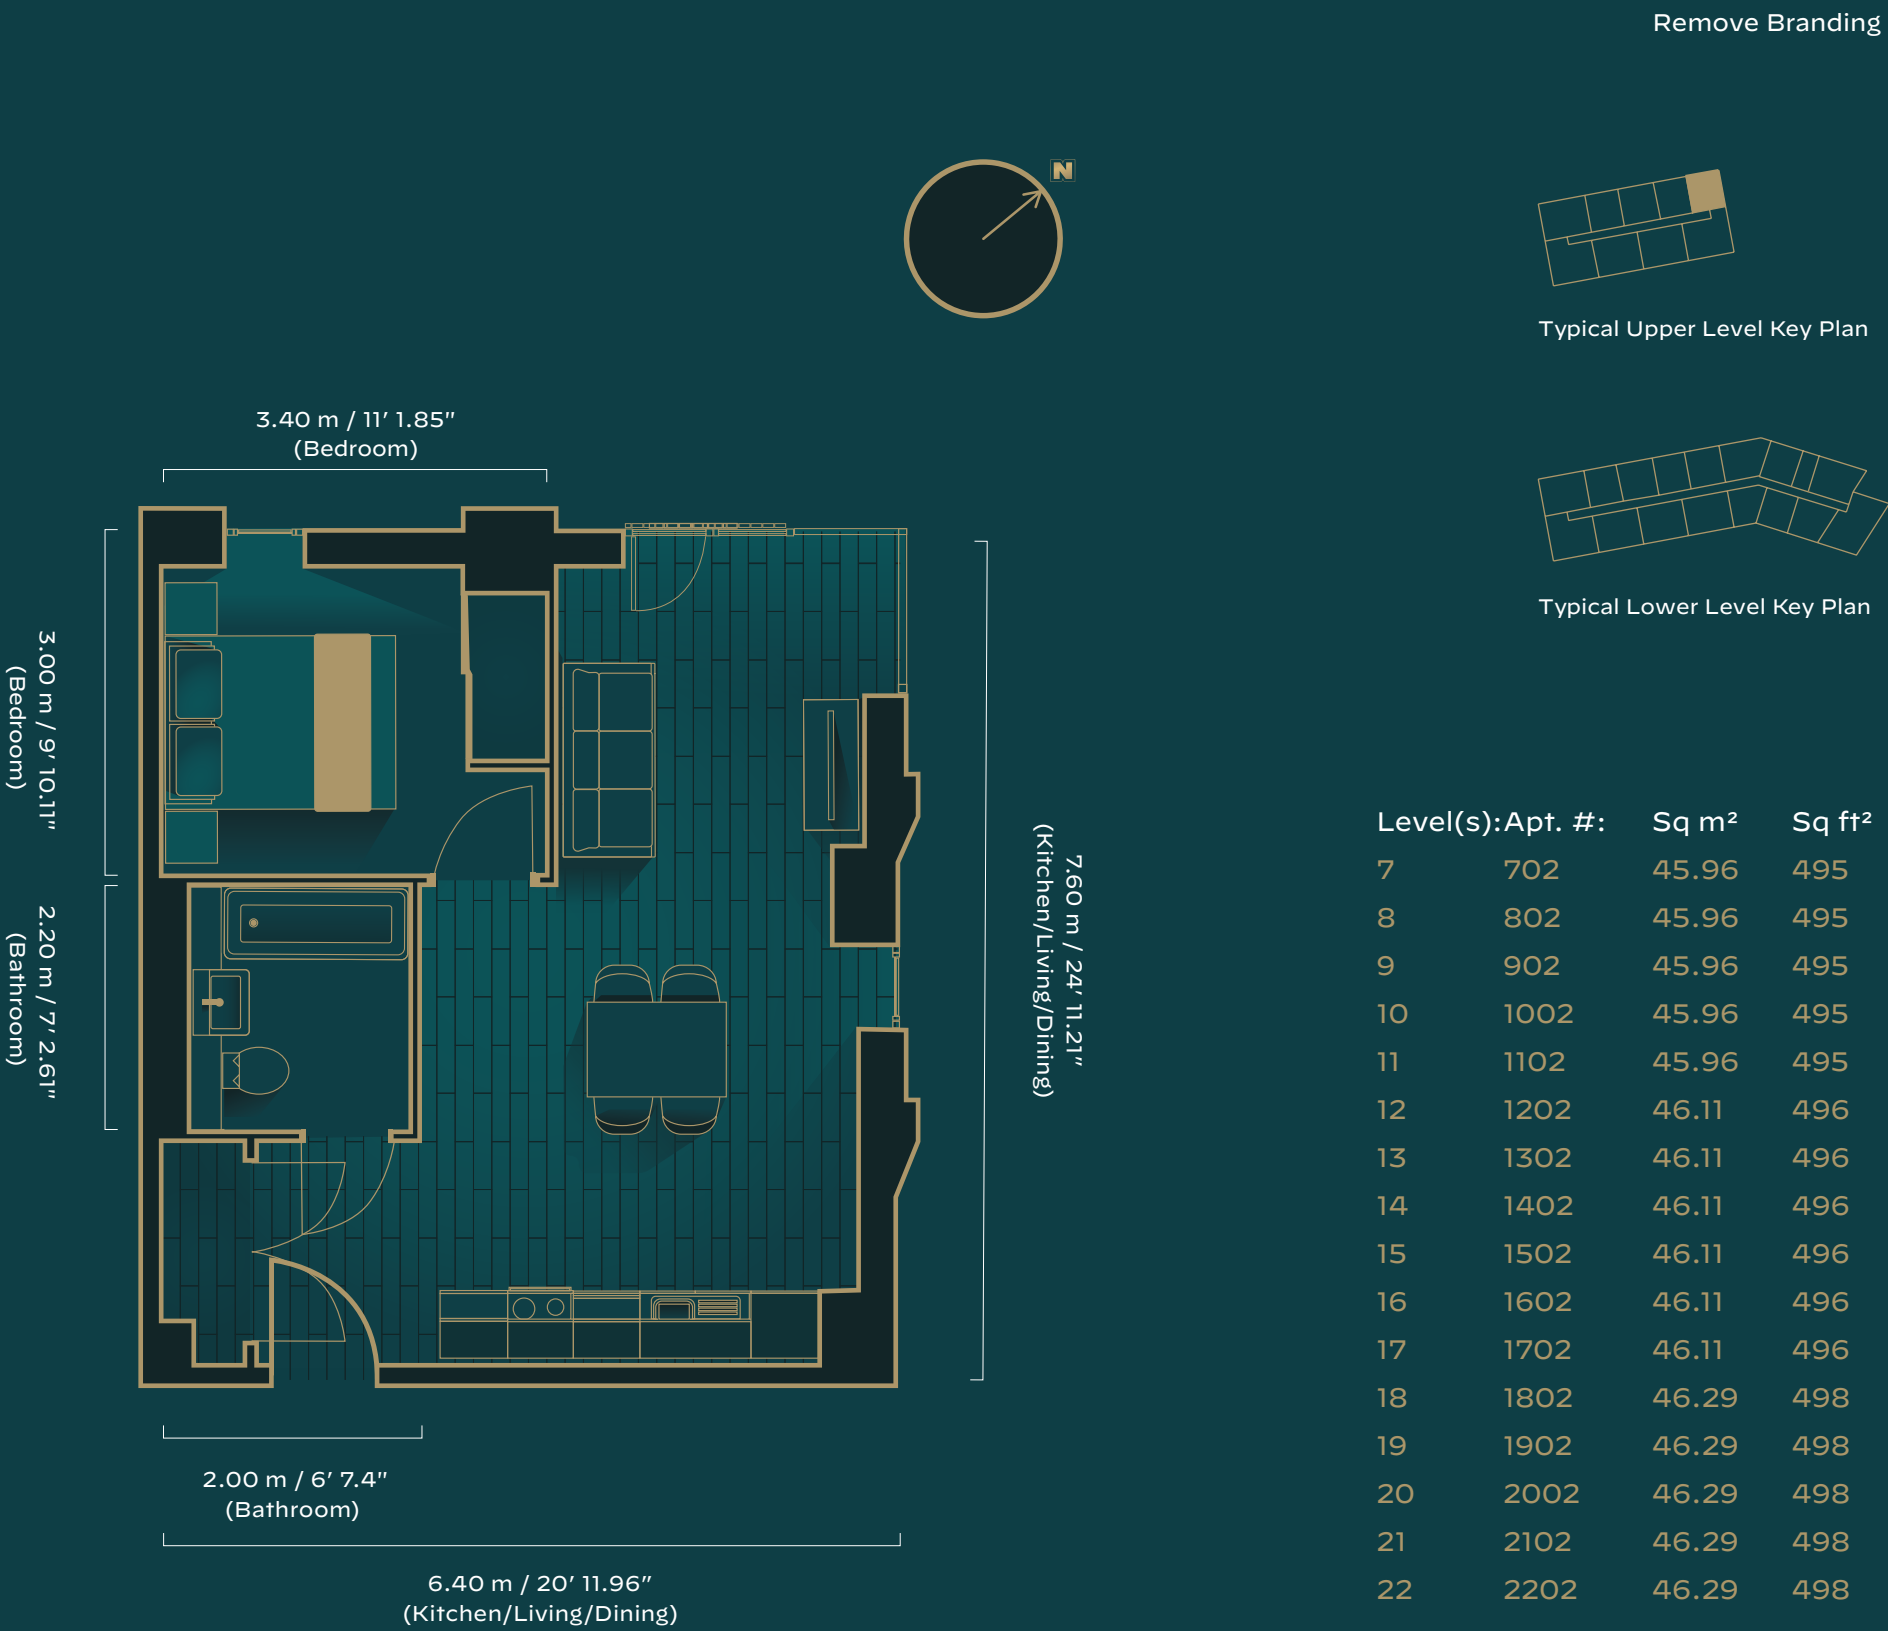 Remove Branding
N
Typical Upper Level Key Plan
Typical Lower Level Key Plan
3.40 m / 11′ 1.85″
(Bedroom)
3.00 m / 9′ 10.11″
(Bedroom)
2.20 m / 7′ 2.61″
(Bathroom)
7.60 m / 24′ 11.21″
(Kitchen/Living/Dining)
2.00 m / 6′ 7.4″
(Bathroom)
6.40 m / 20′ 11.96″
(Kitchen/Living/Dining)
Level(s): Apt. #: Sq m² Sq ft²
7 702 45.96 495
8 802 45.96 495
9 902 45.96 495
10 1002 45.96 495
11 1102 45.96 495
12 1202 46.11 496
13 1302 46.11 496
14 1402 46.11 496
15 1502 46.11 496
16 1602 46.11 496
17 1702 46.11 496
18 1802 46.29 498
19 1902 46.29 498
20 2002 46.29 498
21 2102 46.29 498
22 2202 46.29 498